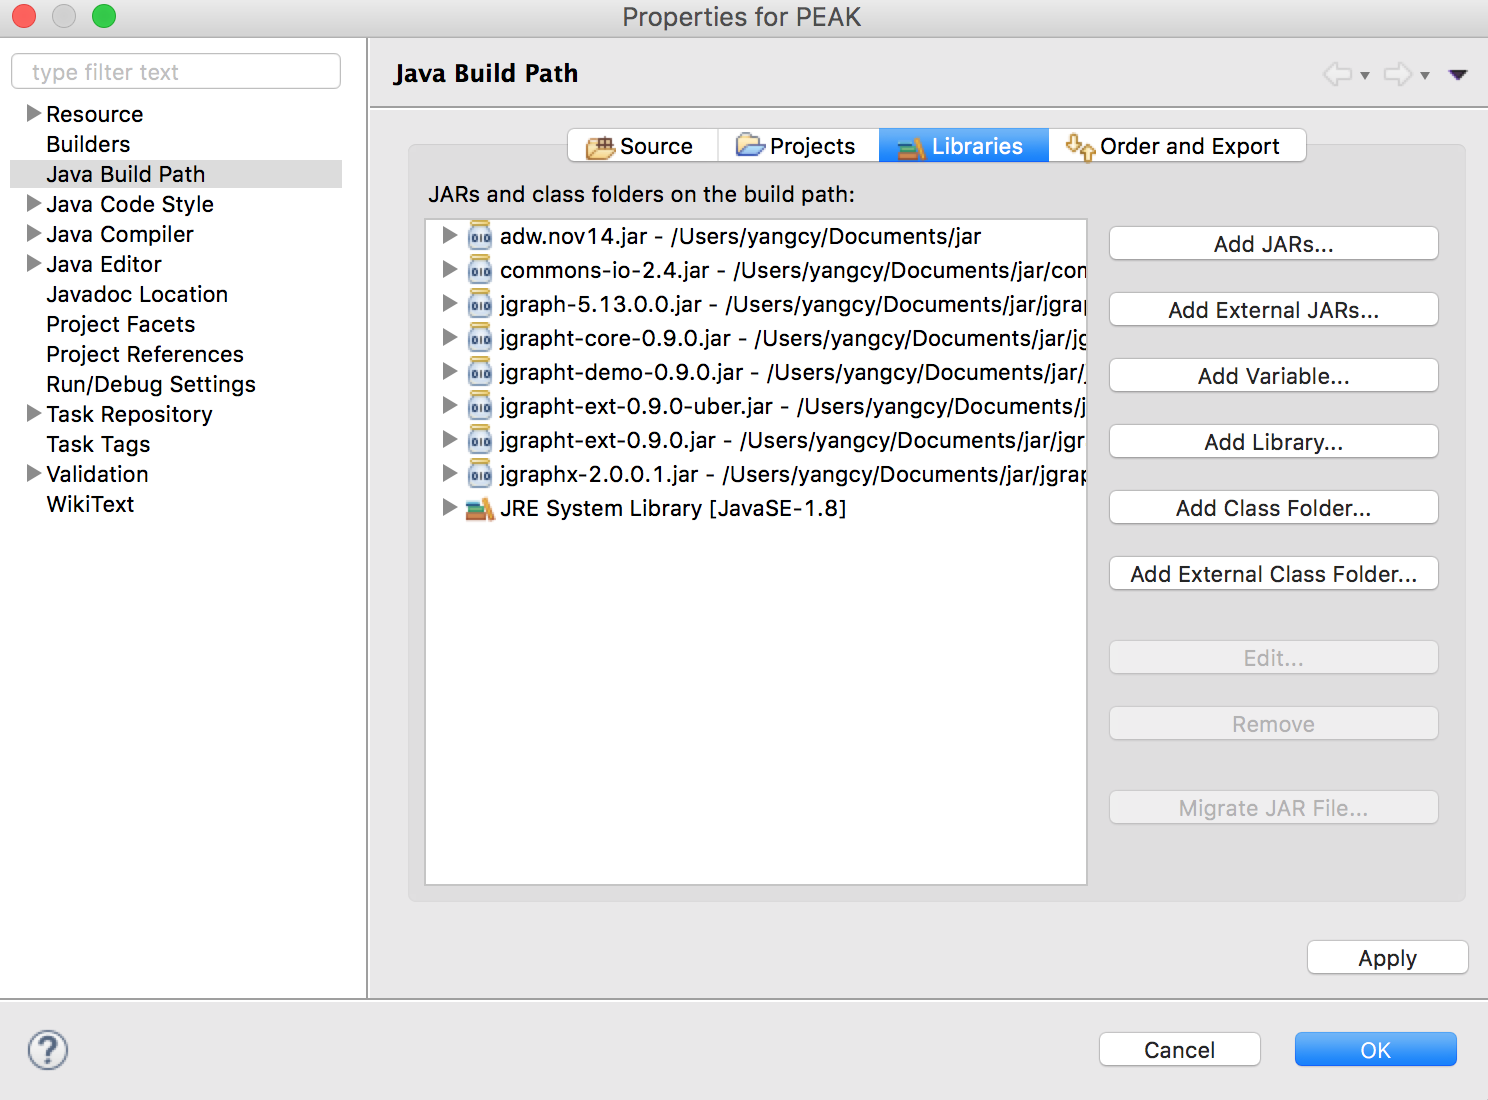 Properties for PEAK
type filter text
Resource
Builders
Java Build Path
Java Code Style
Java Compiler
Java Editor
Javadoc Location
Project Facets
Project References
Run/Debug Settings
Task Repository
Task Tags
Validation
WikiText
Java Build Path
Source Projects Libraries Order and Export
JARs and class folders on the build path:
adw.nov14.jar - /Users/yangcy/Documents/jar
commons-io-2.4.jar - /Users/yangcy/Documents/jar/con
jgraph-5.13.0.0.jar - /Users/yangcy/Documents/jar/jgra
jgrapht-core-0.9.0.jar - /Users/yangcy/Documents/jar/jg
jgrapht-demo-0.9.0.jar - /Users/yangcy/Documents/jar/
jgrapht-ext-0.9.0-uber.jar - /Users/yangcy/Documents/j
jgrapht-ext-0.9.0.jar - /Users/yangcy/Documents/jar/jgr
jgraphx-2.0.0.1.jar - /Users/yangcy/Documents/jar/jgrap
JRE System Library [JavaSE-1.8]
Add JARs...
Add External JARs...
Add Variable...
Add Library...
Add Class Folder...
Add External Class Folder...
Edit...
Remove
Migrate JAR File...
Apply
?
Cancel
OK